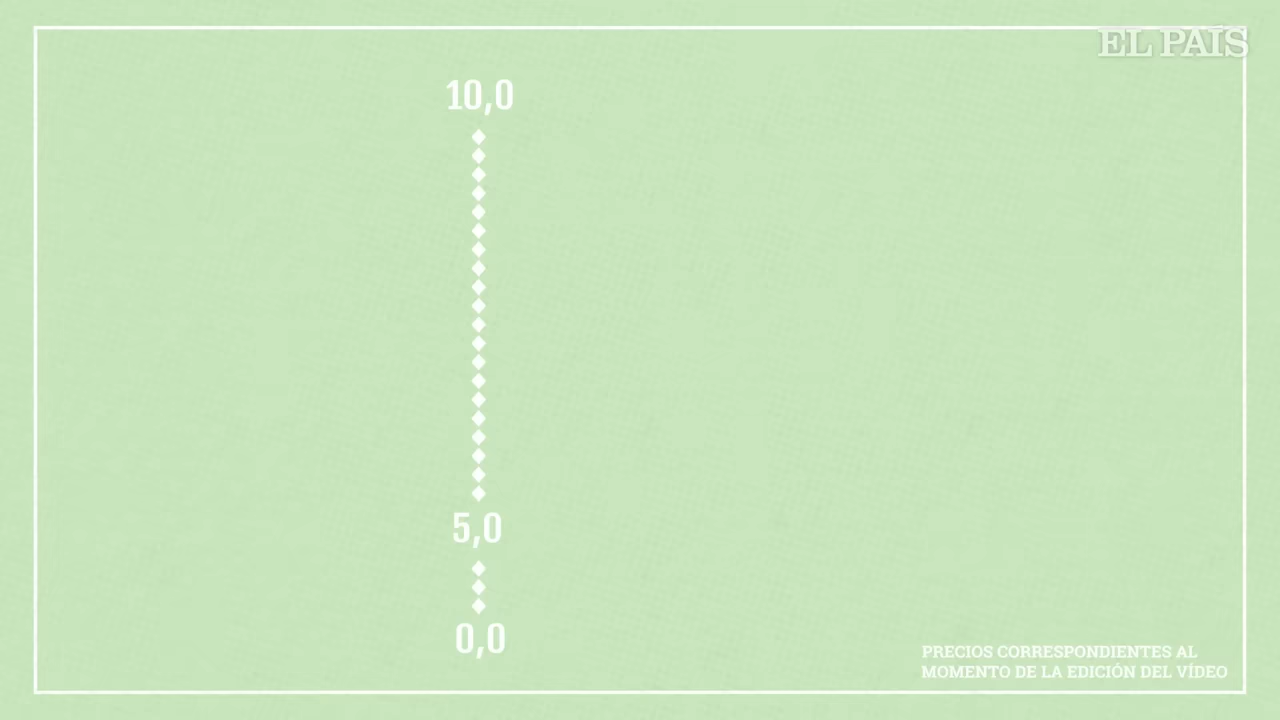 EL PAÍS
10,0
5,0
0,0
PRECIOS CORRESPONDIENTES AL
MOMENTO DE LA EDICIÓN DEL VÍDEO